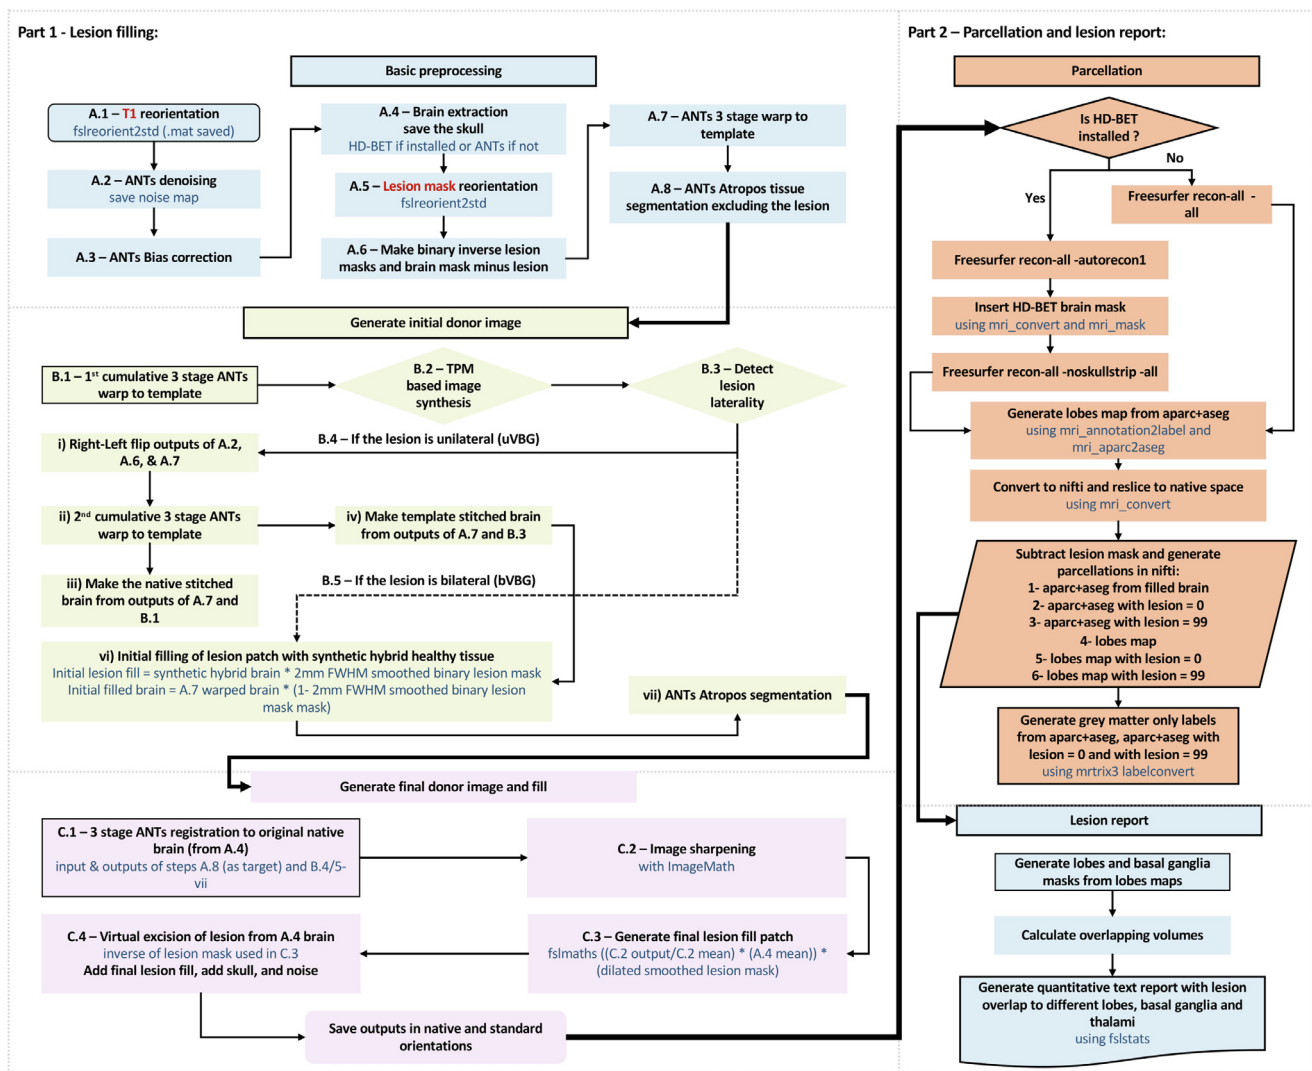 Part 1 - Lesion filling:
Basic preprocessing
A.1 – T1 reorientation
fslreorient2std (.mat saved)
A.2 – ANTs denoising
save noise map
A.3 – ANTs Bias correction
A.4 – Brain extraction
save the skull
HD-BET if installed or ANTs if not
A.5 – Lesion mask reorientation
fslreorient2std
A.6 – Make binary inverse lesion
masks and brain mask minus lesion
A.7 – ANTs 3 stage warp to
template
A.8 – ANTs Atropos tissue
segmentation excluding the lesion
Generate initial donor image
B.1 – 1st cumulative 3 stage ANTs
warp to template
B.2 – TPM
based image
synthesis
B.3 – Detect
lesion
laterality
B.4 – If the lesion is unilateral (uVBG)
i) Right-Left flip outputs of A.2,
A.6, & A.7
ii) 2nd cumulative 3 stage ANTs
warp to template
iii) Make the native stitched
brain from outputs of A.7 and
B.1
iv) Make template stitched brain
from outputs of A.7 and B.3
B.5 – If the lesion is bilateral (bVBG)
vi) Initial filling of lesion patch with synthetic hybrid healthy tissue
Initial lesion fill = synthetic hybrid brain * 2mm FWHM smoothed binary lesion mask
Initial filled brain = A.7 warped brain * (1- 2mm FWHM smoothed binary lesion
mask mask)
vii) ANTs Atropos segmentation
Generate final donor image and fill
C.1 – 3 stage ANTs registration to original native
brain (from A.4)
input & outputs of steps A.8 (as target) and B.4/5-
vii
C.2 – Image sharpening
with ImageMath
C.3 – Generate final lesion fill patch
fslmaths ((C.2 output/C.2 mean) * (A.4 mean)) *
(dilated smoothed lesion mask)
C.4 – Virtual excision of lesion from A.4 brain
inverse of lesion mask used in C.3
Add final lesion fill, add skull, and noise
Save outputs in native and standard
orientations
Part 2 – Parcellation and lesion report:
Parcellation
Is HD-BET
installed ?
No
Yes
Freesurfer recon-all -
all
Freesurfer recon-all -autorecon1
Insert HD-BET brain mask
using mri_convert and mri_mask
Freesurfer recon-all -noskullstrip -all
Generate lobes map from aparc+aseg
using mri_annotation2label and
mri_aparc2aseg
Convert to nifti and reslice to native space
using mri_convert
Subtract lesion mask and generate
parcellations in nifti:
1- aparc+aseg from filled brain
2- aparc+aseg with lesion = 0
3- aparc+aseg with lesion = 99
4- lobes map
5- lobes map with lesion = 0
6- lobes map with lesion = 99
Generate grey matter only labels
from aparc+aseg, aparc+aseg with
lesion = 0 and with lesion = 99
using mrtrix3 labelconvert
Lesion report
Generate lobes and basal ganglia
masks from lobes maps
Calculate overlapping volumes
Generate quantitative text report with lesion
overlap to different lobes, basal ganglia and
thalami
using fslstats